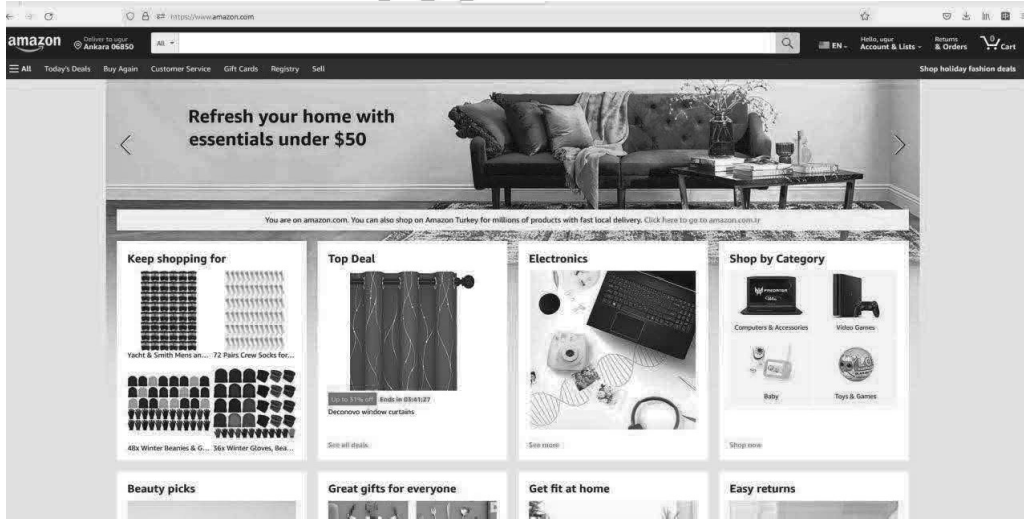 https://www.amazon.com
amazon
Deliver to ugur
Ankara 06850
All
EN
Hello, ugur
Account & Lists
Returns
& Orders
0
Cart
All Today's Deals Buy Again Customer Service Gift Cards Registry Sell
Shop holiday fashion deals
Refresh your home with
essentials under $50
You are on amazon.com. You can also shop on Amazon Turkey for millions of products with fast local delivery. Click here to go to amazon.com.tr
Keep shopping for
Yacht & Smith Mens an...
72 Pairs Crew Socks for...
48x Winter Beanies & G...
36x Winter Gloves, Bea...
Top Deal
Up to 31% off
Ends in 03:41:27
Deconovo window curtains
See all deals
Electronics
See more
Shop by Category
PREDATOR
Computers & Accessories
Video Games
Baby
Toys & Games
Shop now
Beauty picks
Great gifts for everyone
Get fit at home
Easy returns